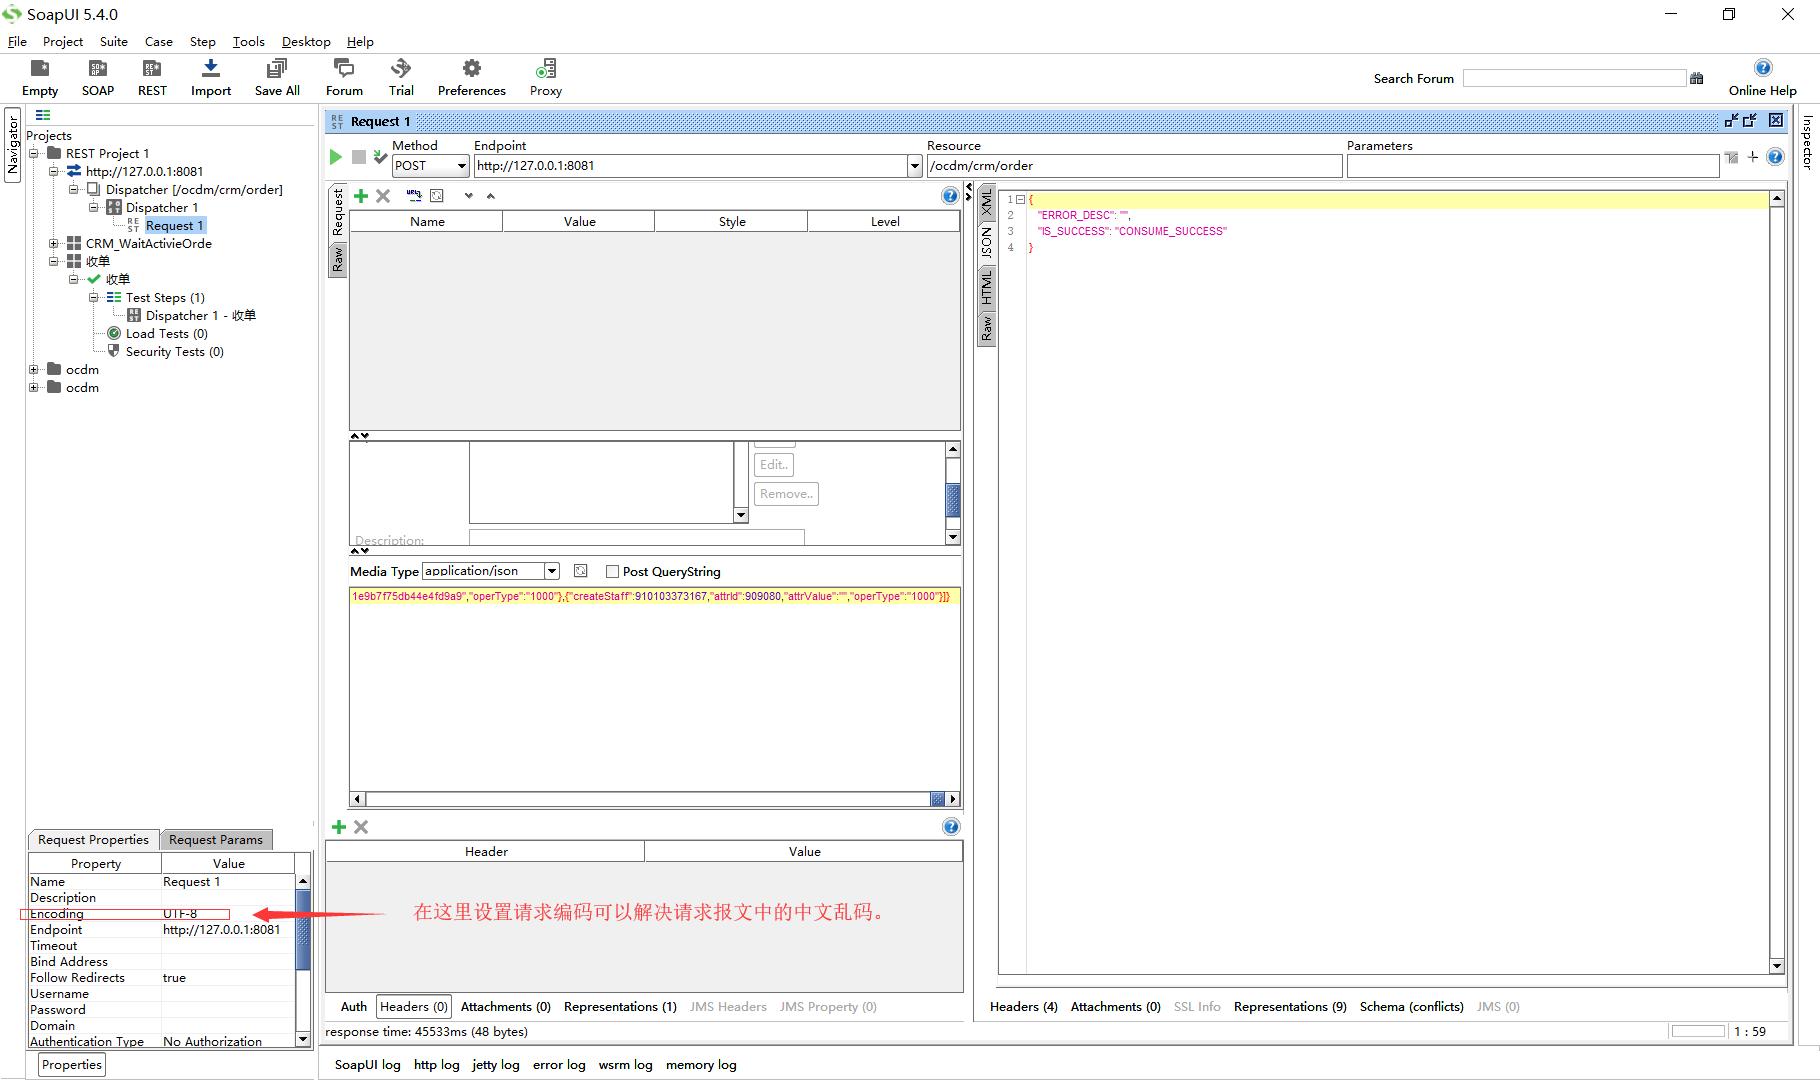 SoapUI 5.4.0
File Project Suite Case Step Tools Desktop Help
Empty SOAP REST Import Save All Forum Trial Preferences Proxy
Search Forum
Online Help
Navigator
Projects
REST Project 1
http://127.0.0.1:8081
Dispatcher [/ocdm/crm/order]
Dispatcher 1
Request 1
CRM_WaitActivieOrde
收单
收单
Test Steps (1)
Dispatcher 1 - 收单
Load Tests (0)
Security Tests (0)
ocdm
ocdm
Request Properties Request Params
Property Value
Name Request 1
Description
Encoding UTF-8
Endpoint http://127.0.0.1:8081
Timeout
Bind Address
Follow Redirects true
Username
Password
Domain
Authentication Type No Authorization
Properties
Request 1
Method Endpoint Resource Parameters
POST http://127.0.0.1:8081 /ocdm/crm/order
Request
Raw
Name Value Style Level
Edit..
Remove..
Description:
Media Type application/json Post QueryString
1e9b7f75db44e4fd9a9","operType":"1000"},{"createStaff":910103373167,"attrId":909080,"attrValue":"","operType":"1000"}]}
Header Value
在这里设置请求编码可以解决请求报文中的中文乱码。
Auth Headers (0) Attachments (0) Representations (1) JMS Headers JMS Property (0)
response time: 45533ms (48 bytes)
XML
JSON
HTML
Raw
1 {
2 "ERROR_DESC": "",
3 "IS_SUCCESS": "CONSUME_SUCCESS"
4 }
Headers (4) Attachments (0) SSL Info Representations (9) Schema (conflicts) JMS (0)
1 : 59
Inspector
SoapUI log http log jetty log error log wsrm log memory log